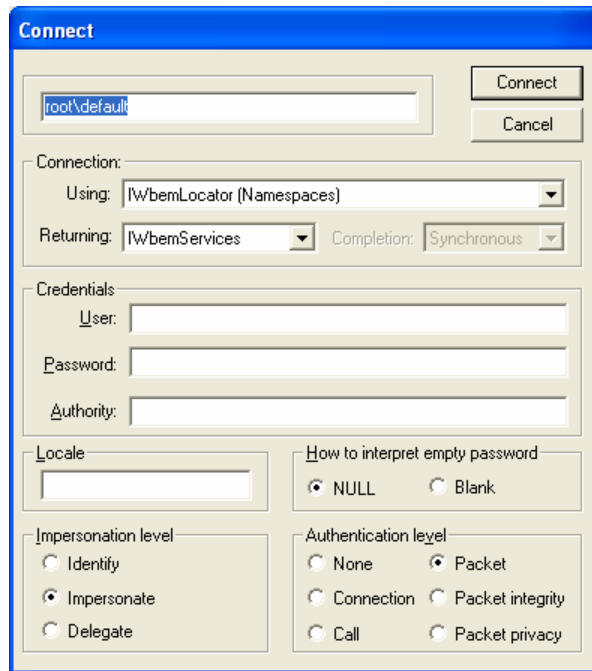 Connect
root\default
Connect
Cancel
Connection:
Using: IWbemLocator (Namespaces)
Returning: IWbemServices Completion: Synchronous
Credentials
User:
Password:
Authority:
Locale
How to interpret empty password
NULL Blank
Impersonation level
Authentication level
Identify
None Packet
Impersonate
Connection Packet integrity
Delegate
Call Packet privacy